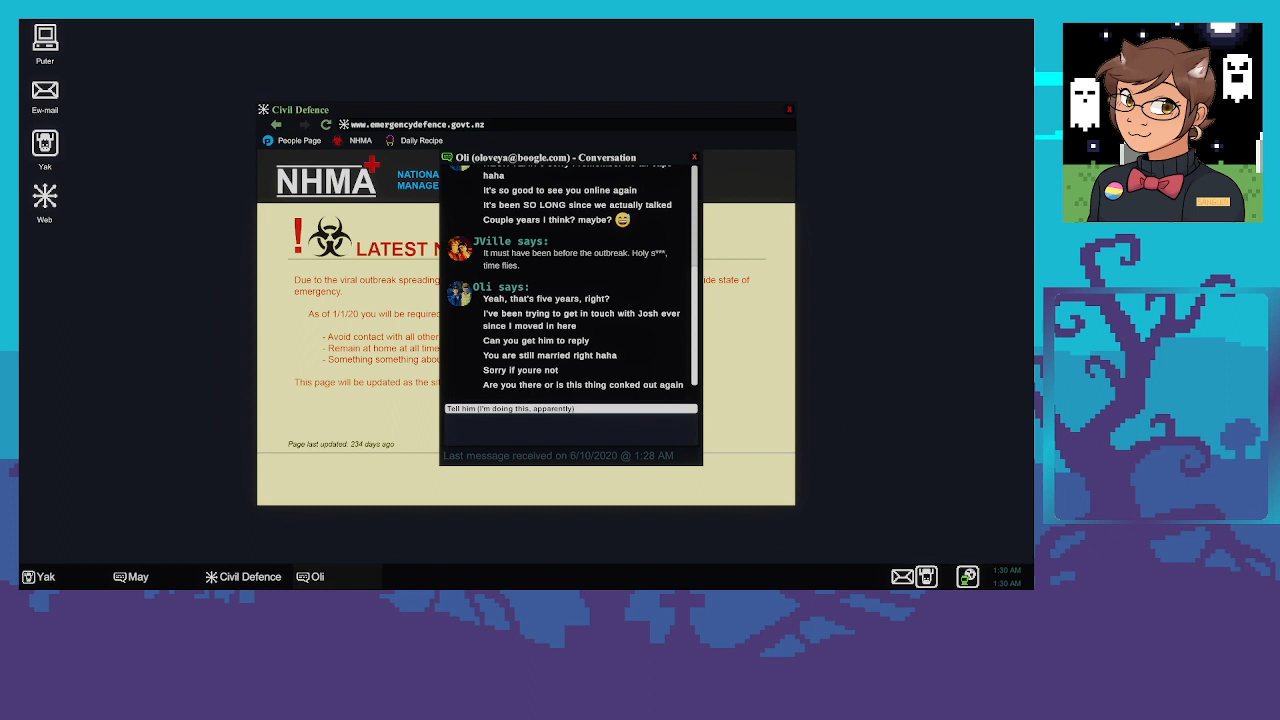 Puter
Ew-mail
Yak
Web
Civil Defence
www.emergencydefence.govt.nz
People Page
NHMA
Daily Recipe
NHMA
NATIONA
MANAGE
LATEST N
Due to the viral outbreak spreading
ide state of
emergency.
As of 1/1/20 you will be required
- Avoid contact with all other
- Remain at home at all time
- Something something abou
This page will be updated as the si
Page last updated: 234 days ago
Oli (oloveya@boogle.com) - Conversation
haha
It's so good to see you online again
It's been SO LONG since we actually talked
Couple years I think? maybe? 😅
JVille says:
It must have been before the outbreak. Holy s***,
time flies.
Oli says:
Yeah, that's five years, right?
I've been trying to get in touch with Josh ever
since I moved in here
Can you get him to reply
You are still married right haha
Sorry if youre not
Are you there or is this thing conked out again
Tell him (I'm doing this, apparently)
Last message received on 6/10/2020 @ 1:28 AM
Yak
May
Civil Defence
Oli
1:30 AM
1:30 AM